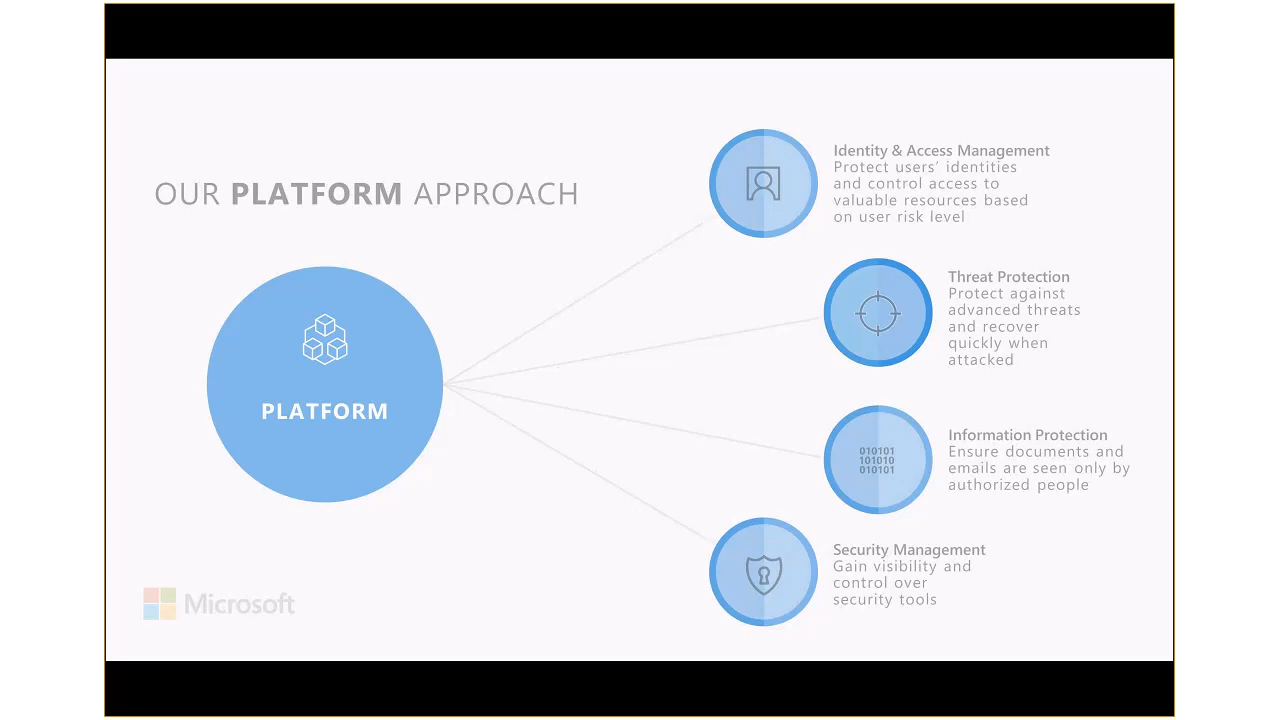 OUR PLATFORM APPROACH
PLATFORM
Identity & Access Management
Protect users’ identities
and control access to
valuable resources based
on user risk level
Threat Protection
Protect against
advanced threats
and recover
quickly when
attacked
010101
101010
010101
Information Protection
Ensure documents and
emails are seen only by
authorized people
Security Management
Gain visibility and
control over
security tools
Microsoft